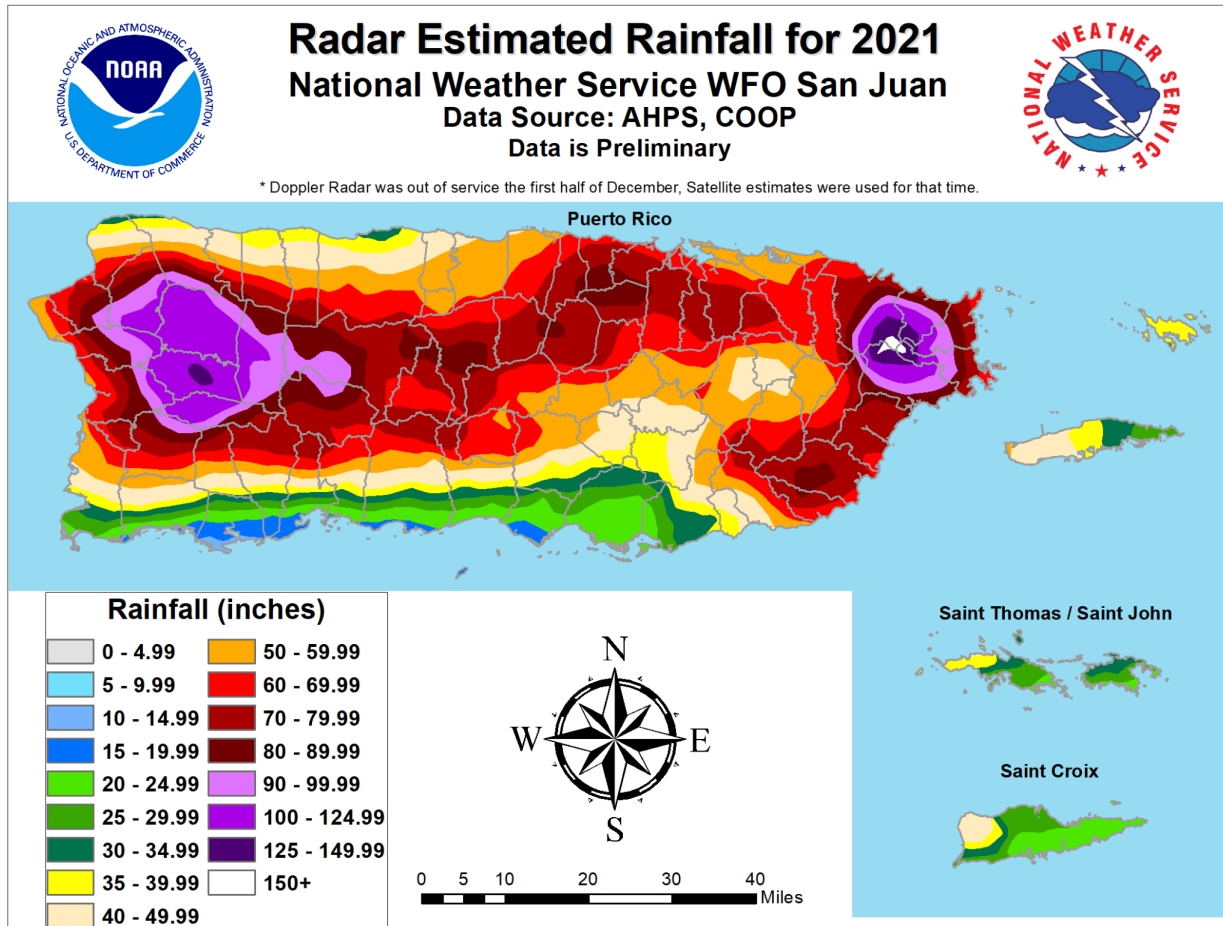 Radar Estimated Rainfall for 2021
National Weather Service WFO San Juan
Data Source: AHPS, COOP
Data is Preliminary
* Doppler Radar was out of service the first half of December, Satellite estimates were used for that time.
NATIONAL OCEANIC AND ATMOSPHERIC ADMINISTRATION
NOAA
U.S. DEPARTMENT OF COMMERCE
NATIONAL WEATHER SERVICE
Puerto Rico
Rainfall (inches)
0 - 4.99
5 - 9.99
10 - 14.99
15 - 19.99
20 - 24.99
25 - 29.99
30 - 34.99
35 - 39.99
40 - 49.99
50 - 59.99
60 - 69.99
70 - 79.99
80 - 89.99
90 - 99.99
100 - 124.99
125 - 149.99
150+
N
W E
S
0 5 10 20 30 40
Miles
Saint Thomas / Saint John
Saint Croix